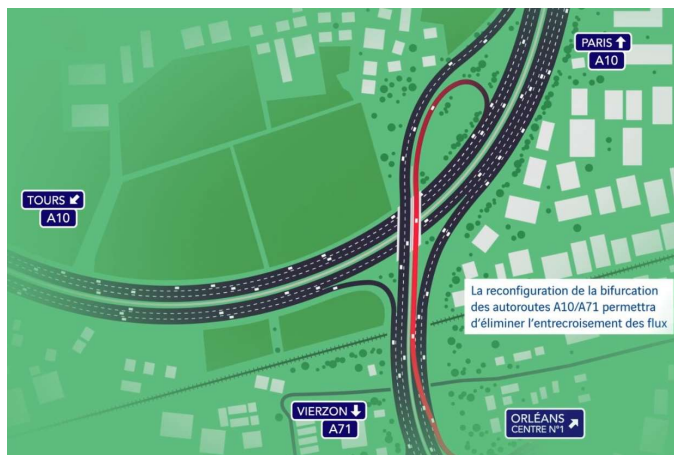 PARIS ↑
A10
TOURS ↙
A10
La reconfiguration de la bifurcation
des autoroutes A10/A71 permettra
d'éliminer l'entrecroisement des flux
VIERZON ↓
A71
ORLÉANS ↗
CENTRE N°1